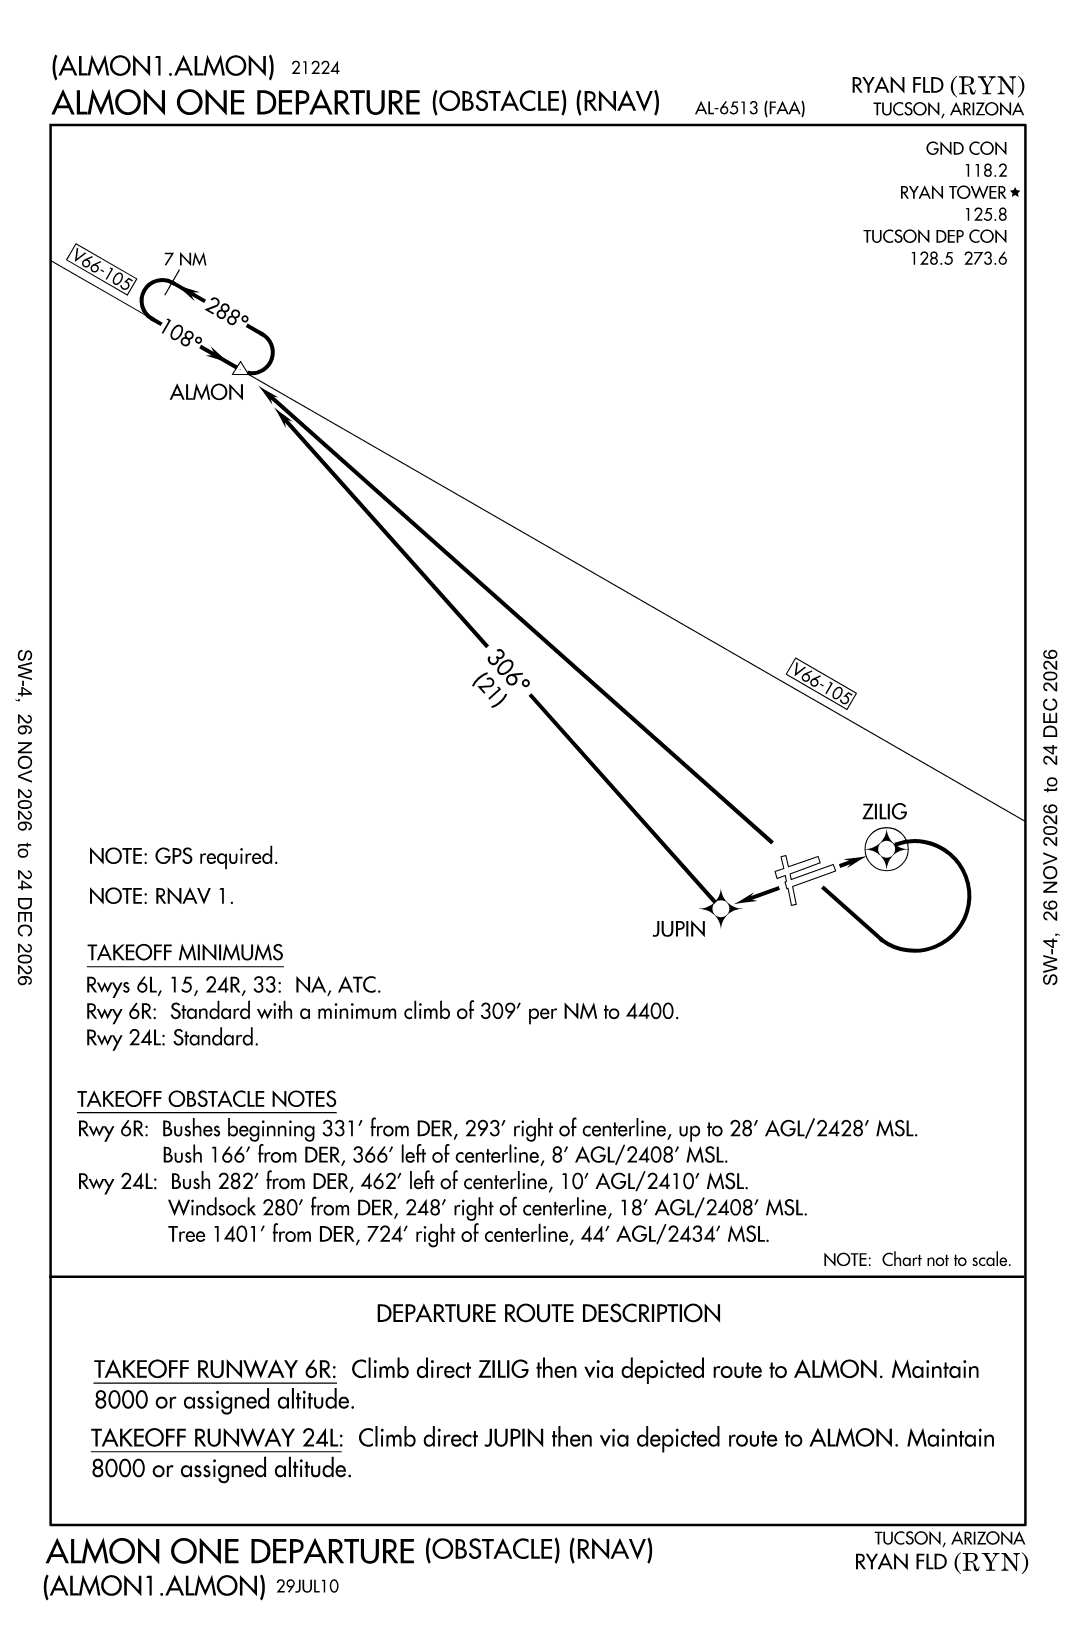 (ALMON1.ALMON) 21224
ALMON ONE DEPARTURE (OBSTACLE) (RNAV)
AL-6513 (FAA)
RYAN FLD (RYN)
TUCSON, ARIZONA
GND CON
118.2
RYAN TOWER★
125.8
TUCSON DEP CON
128.5 273.6
V66-105
7 NM
288°
108°
ALMON
306°
(21)
V66-105
ZILIG
JUPIN
SW-4, 26 NOV 2026 to 24 DEC 2026
SW-4, 26 NOV 2026 to 24 DEC 2026
NOTE: GPS required.
NOTE: RNAV 1.
TAKEOFF MINIMUMS
Rwys 6L, 15, 24R, 33: NA, ATC.
Rwy 6R: Standard with a minimum climb of 309’ per NM to 4400.
Rwy 24L: Standard.
TAKEOFF OBSTACLE NOTES
Rwy 6R: Bushes beginning 331’ from DER, 293’ right of centerline, up to 28’ AGL/2428’ MSL.
Bush 166’ from DER, 366’ left of centerline, 8’ AGL/2408’ MSL.
Rwy 24L: Bush 282’ from DER, 462’ left of centerline, 10’ AGL/2410’ MSL.
Windsock 280’ from DER, 248’ right of centerline, 18’ AGL/2408’ MSL.
Tree 1401’ from DER, 724’ right of centerline, 44’ AGL/2434’ MSL.
NOTE: Chart not to scale.
DEPARTURE ROUTE DESCRIPTION
TAKEOFF RUNWAY 6R: Climb direct ZILIG then via depicted route to ALMON. Maintain
8000 or assigned altitude.
TAKEOFF RUNWAY 24L: Climb direct JUPIN then via depicted route to ALMON. Maintain
8000 or assigned altitude.
ALMON ONE DEPARTURE (OBSTACLE) (RNAV)
(ALMON1.ALMON) 29JUL10
TUCSON, ARIZONA
RYAN FLD (RYN)